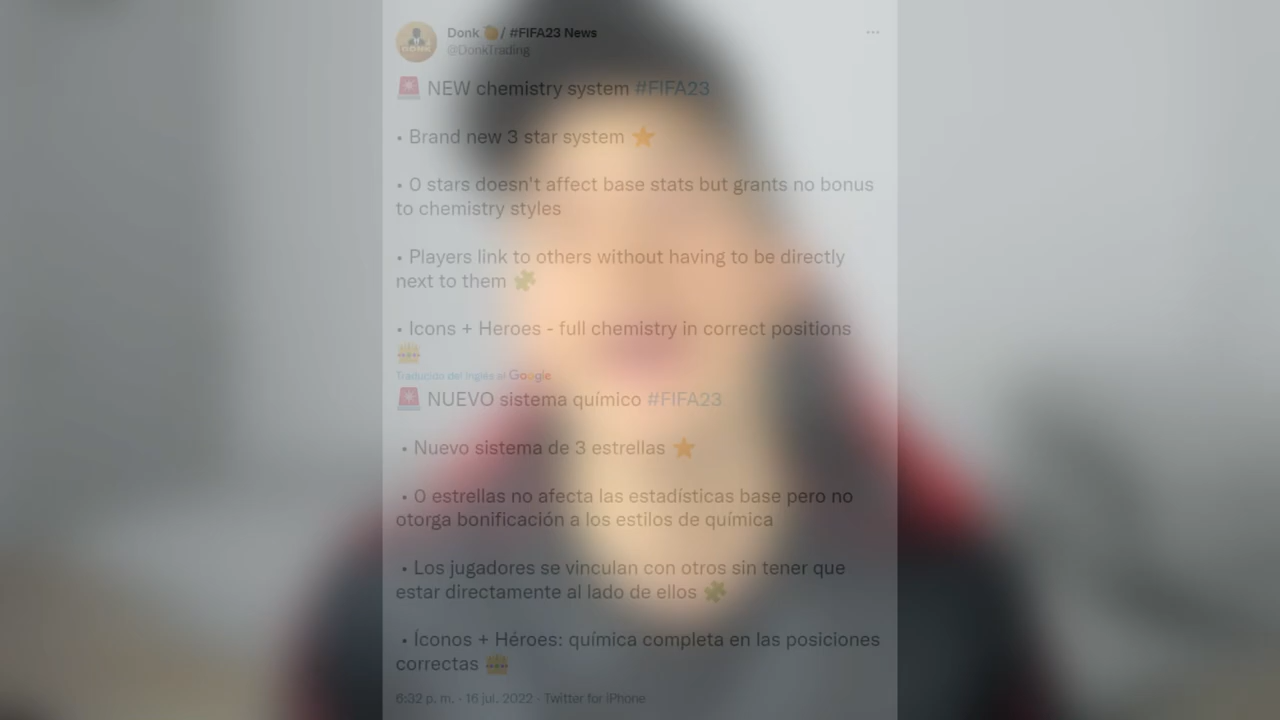 Donk / #FIFA23 News
@DonkTrading
NEW chemistry system #FIFA23
• Brand new 3 star system
• 0 stars doesn't affect base stats but grants no bonus
to chemistry styles
• Players link to others without having to be directly
next to them
• Icons + Heroes - full chemistry in correct positions
Traducido del inglés al Google
NUEVO sistema químico #FIFA23
• Nuevo sistema de 3 estrellas
• 0 estrellas no afecta las estadísticas base pero no
otorga bonificación a los estilos de química
• Los jugadores se vinculan con otros sin tener que
estar directamente al lado de ellos
• Íconos + Héroes: química completa en las posiciones
correctas
6:32 p. m. · 16 jul. 2022 · Twitter for iPhone